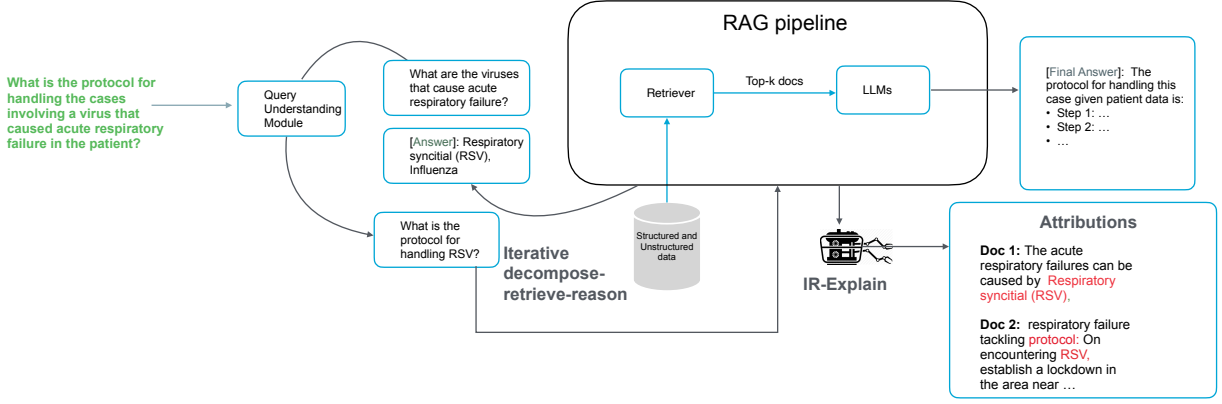 What is the protocol for
handling the cases
involving a virus that
caused acute respiratory
failure in the patient?
Query
Understanding
Module
What are the viruses
that cause acute
respiratory failure?
[Answer]: Respiratory
syncitial (RSV),
Influenza
What is the
protocol for
handling RSV?
Iterative
decompose-
retrieve-reason
RAG pipeline
Retriever
Top-k docs
LLMs
Structured and
Unstructured
data
IR-Explain
[Final Answer]: The
protocol for handling this
case given patient data is:
• Step 1: ...
• Step 2: ...
• ...
Attributions
Doc 1: The acute
respiratory failures can be
caused by Respiratory
syncitial (RSV),
Doc 2: respiratory failure
tackling protocol: On
encountering RSV,
establish a lockdown in
the area near ...